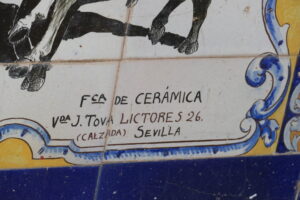 Fca DE CERÁMICA
Vda J. TOVA LICTORES 26.
(CALZADA) SEVILLA